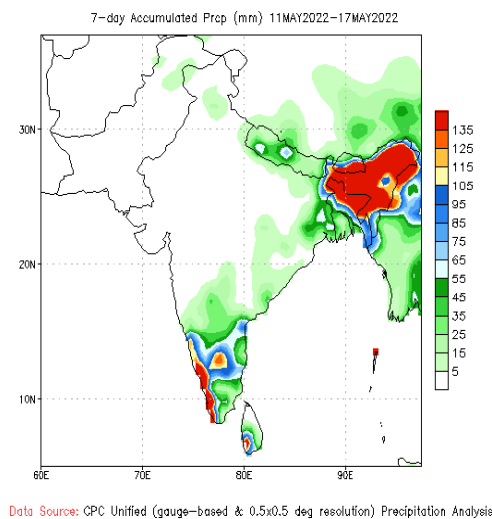 7-day Accumulated Prcp (mm) 11MAY2022-17MAY2022
30N
20N
10N
60E 70E 80E 90E
135
125
115
105
95
85
75
65
55
45
35
25
15
5
Data Source: CPC Unified (gauge-based & 0.5x0.5 deg resolution) Precipitation Analysis